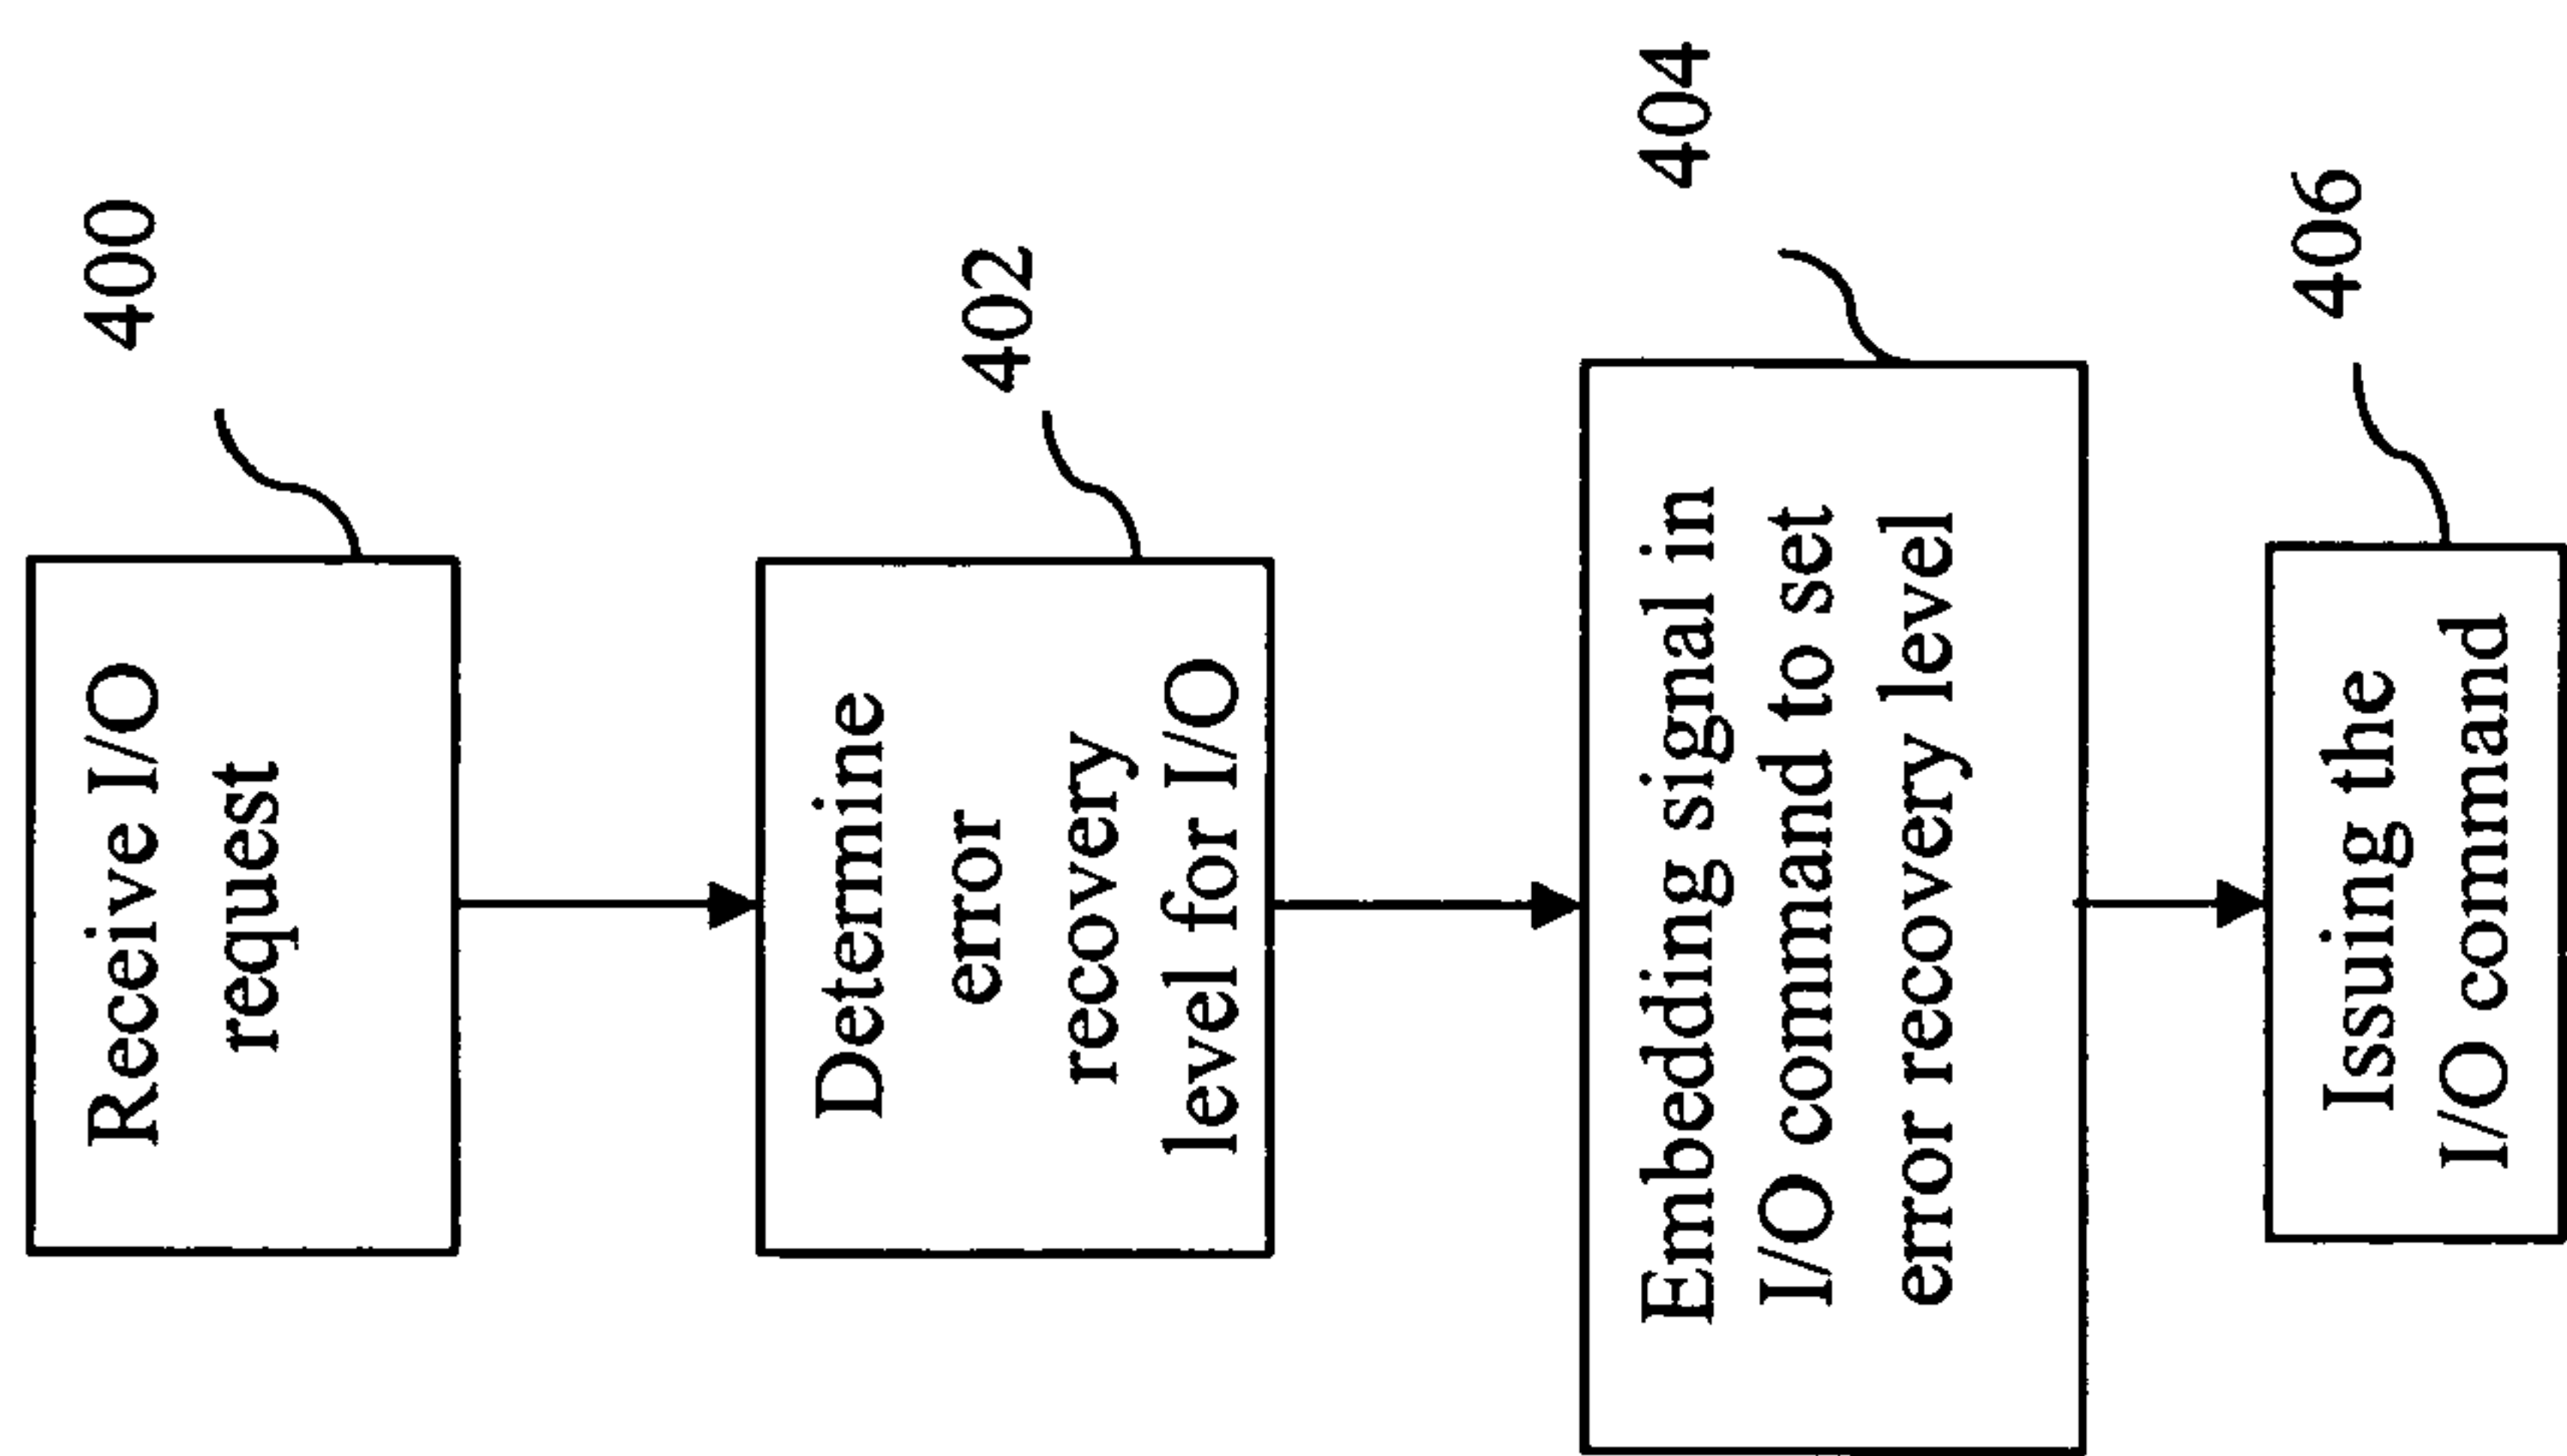 Receive I/O
request
400
Determine
error
recovery
level for I/O
402
Embedding signal in
I/O command to set
error recovery level
404
Issuing the
I/O command
406